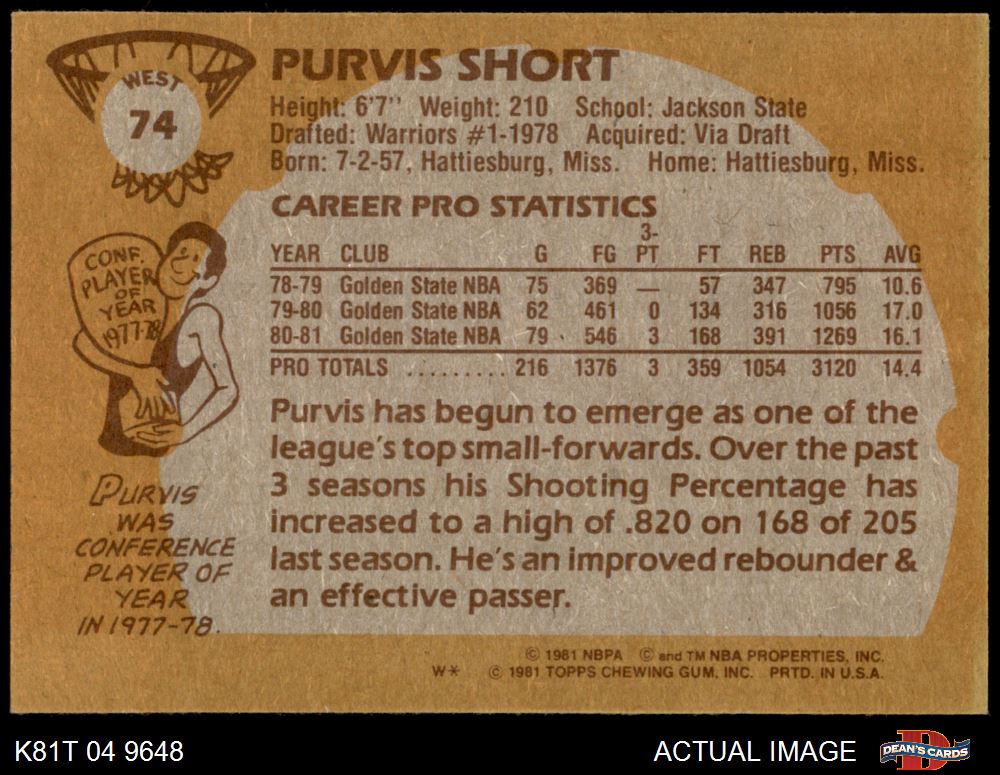 WEST
74
PURVIS SHORT
Height: 6'7'' Weight: 210 School: Jackson State
Drafted: Warriors #1-1978 Acquired: Via Draft
Born: 7-2-57, Hattiesburg, Miss. Home: Hattiesburg, Miss.
CAREER PRO STATISTICS
YEAR CLUB G FG 3-PT FT REB PTS AVG
78-79 Golden State NBA 75 369 — 57 347 795 10.6
79-80 Golden State NBA 62 461 0 134 316 1056 17.0
80-81 Golden State NBA 79 546 3 168 391 1269 16.1
PRO TOTALS ......... 216 1376 3 359 1054 3120 14.4
Purvis has begun to emerge as one of the
league's top small-forwards. Over the past
3 seasons his Shooting Percentage has
increased to a high of .820 on 168 of 205
last season. He's an improved rebounder &
an effective passer.
CONF.
PLAYER
OF
YEAR
1977-78
PURVIS
WAS
CONFERENCE
PLAYER OF
YEAR
IN 1977-78.
© 1981 NBPA © and TM NBA PROPERTIES, INC.
W* © 1981 TOPPS CHEWING GUM, INC. PRTD. IN U.S.A.
K81T 04 9648
ACTUAL IMAGE
DEAN'S CARDS